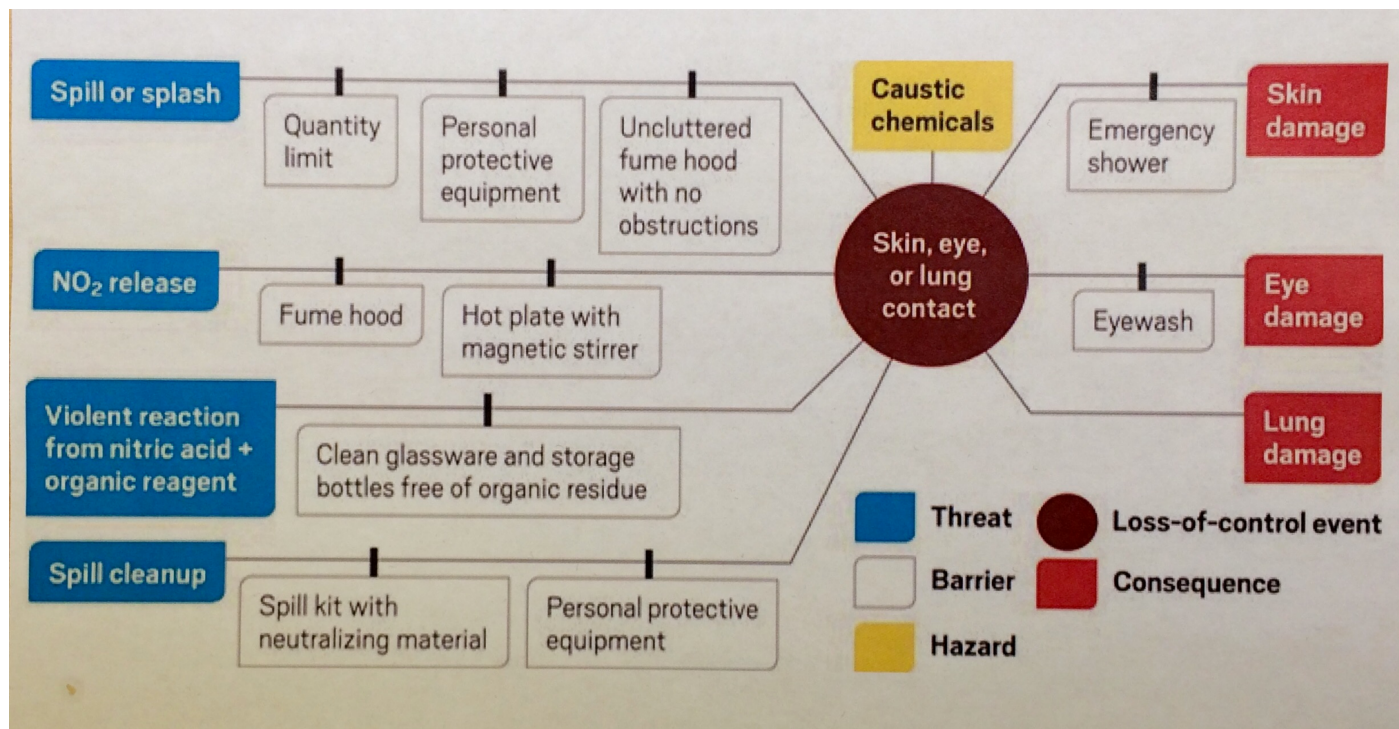 Spill or splash
Quantity
limit
Personal
protective
equipment
Uncluttered
fume hood
with no
obstructions
Caustic
chemicals
Emergency
shower
Skin
damage
NO₂ release
Fume hood
Hot plate with
magnetic stirrer
Skin, eye,
or lung
contact
Eyewash
Eye
damage
Violent reaction
from nitric acid +
organic reagent
Clean glassware and storage
bottles free of organic residue
Lung
damage
Spill cleanup
Spill kit with
neutralizing material
Personal protective
equipment
Threat
Loss-of-control event
Barrier
Consequence
Hazard